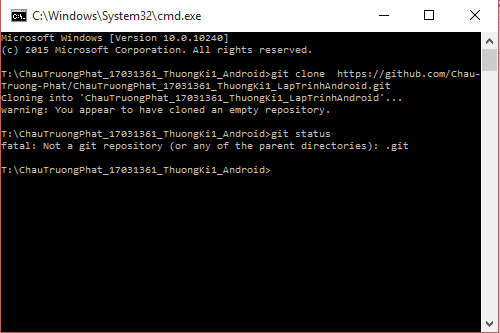 C:\Windows\System32\cmd.exe
Microsoft Windows [Version 10.0.10240]
(c) 2015 Microsoft Corporation. All rights reserved.
T:\ChauTruongPhat_17031361_ThuongKi1_Android>git clone  https://github.com/Chau-
Truong-Phat/ChauTruongPhat_17031361_ThuongKi1_LapTrinhAndroid.git
Cloning into 'ChauTruongPhat_17031361_ThuongKi1_LapTrinhAndroid'...
warning: You appear to have cloned an empty repository.
T:\ChauTruongPhat_17031361_ThuongKi1_Android>git status
fatal: Not a git repository (or any of the parent directories): .git
T:\ChauTruongPhat_17031361_ThuongKi1_Android>